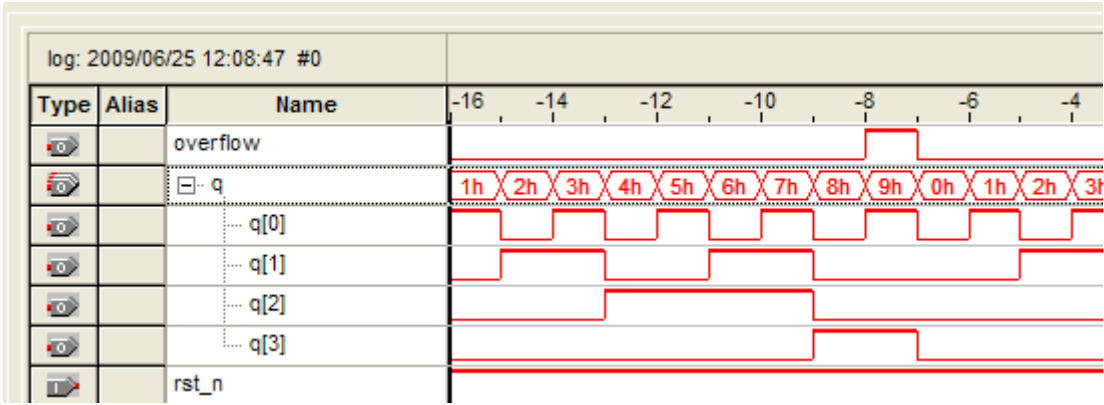 log: 2009/06/25 12:08:47 #0
Type Alias Name -16 -14 -12 -10 -8 -6 -4
overflow
q 1h 2h 3h 4h 5h 6h 7h 8h 9h 0h 1h 2h 3h
q[0]
q[1]
q[2]
q[3]
rst_n